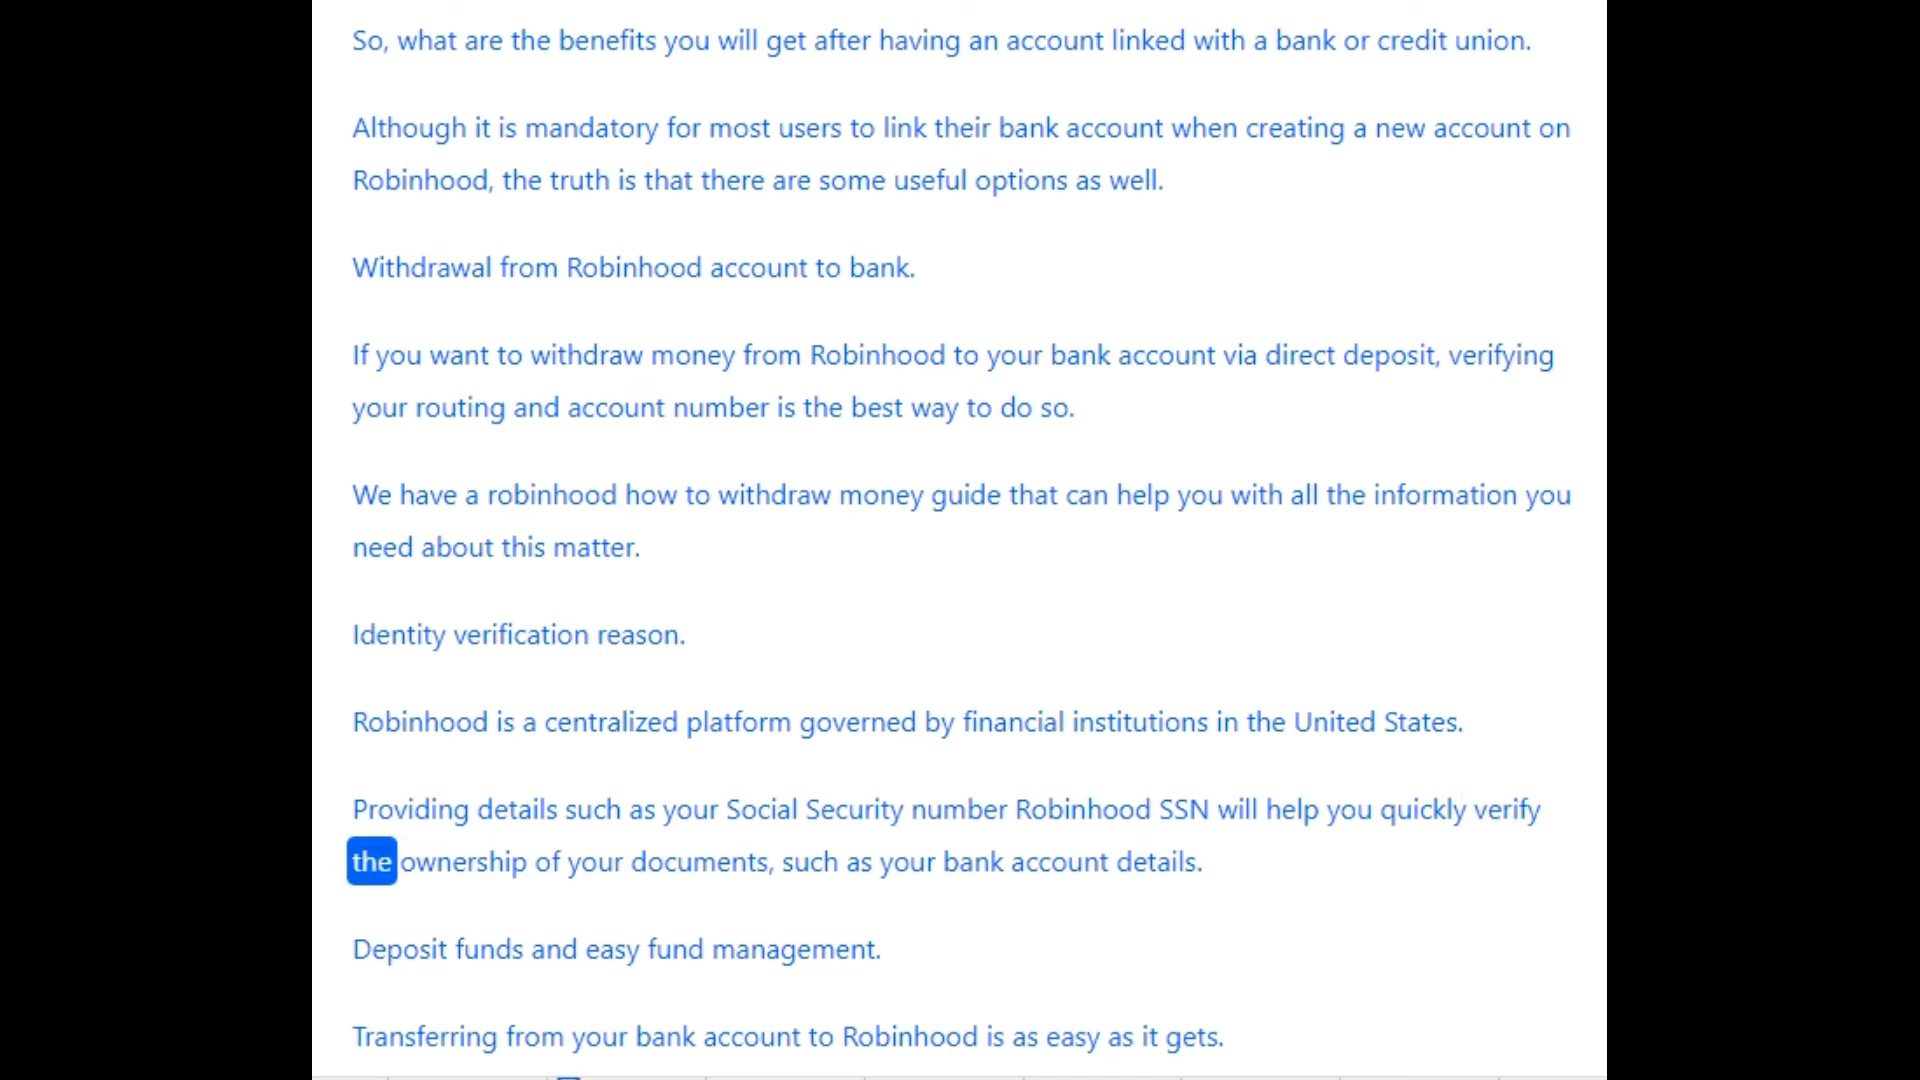 So, what are the benefits you will get after having an account linked with a bank or credit union.
Although it is mandatory for most users to link their bank account when creating a new account on
Robinhood, the truth is that there are some useful options as well.
Withdrawal from Robinhood account to bank.
If you want to withdraw money from Robinhood to your bank account via direct deposit, verifying
your routing and account number is the best way to do so.
We have a robinhood how to withdraw money guide that can help you with all the information you
need about this matter.
Identity verification reason.
Robinhood is a centralized platform governed by financial institutions in the United States.
Providing details such as your Social Security number Robinhood SSN will help you quickly verify
the ownership of your documents, such as your bank account details.
Deposit funds and easy fund management.
Transferring from your bank account to Robinhood is as easy as it gets.